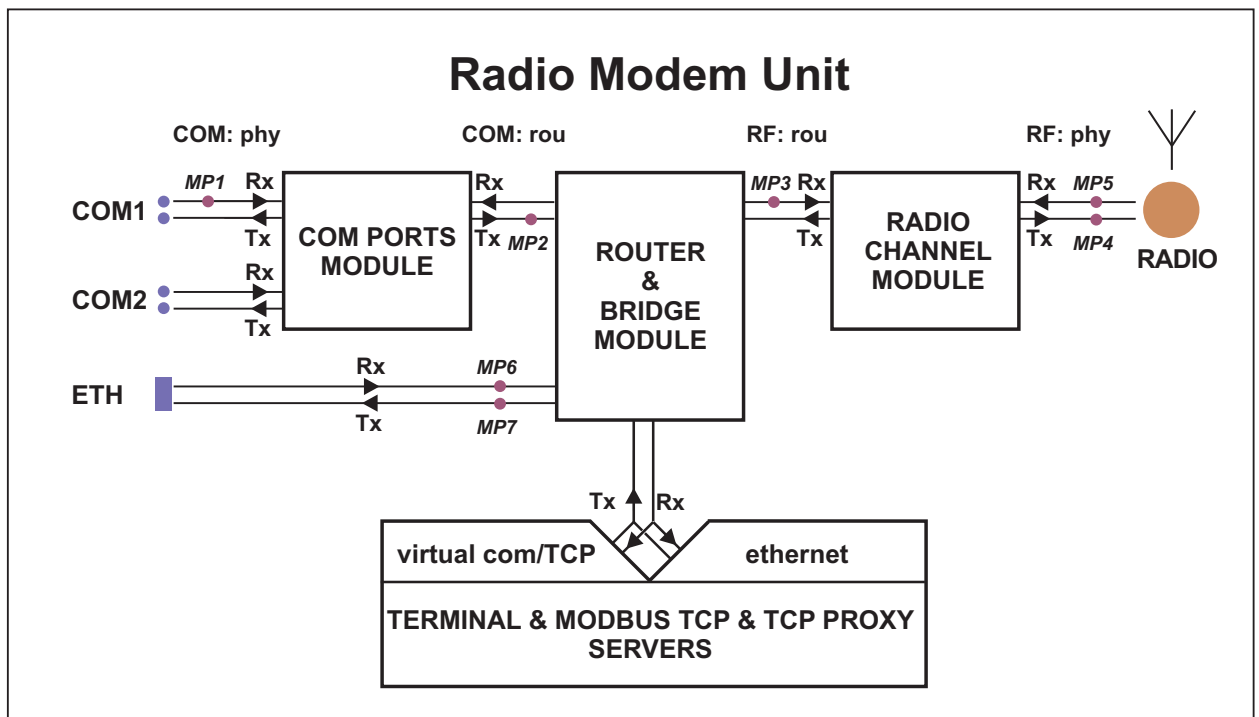 Radio Modem Unit
COM: phy
COM: rou
RF: rou
RF: phy
MP1
Rx
Rx
MP3
Rx
Rx
MP5
COM1
Tx
Tx
MP2
Tx
Tx
MP4
COM PORTS
MODULE
ROUTER
&
BRIDGE
MODULE
RADIO
CHANNEL
MODULE
RADIO
COM2
Rx
Tx
ETH
Rx
MP6
Tx
MP7
Tx
Rx
virtual com/TCP
ethernet
TERMINAL & MODBUS TCP & TCP PROXY
SERVERS